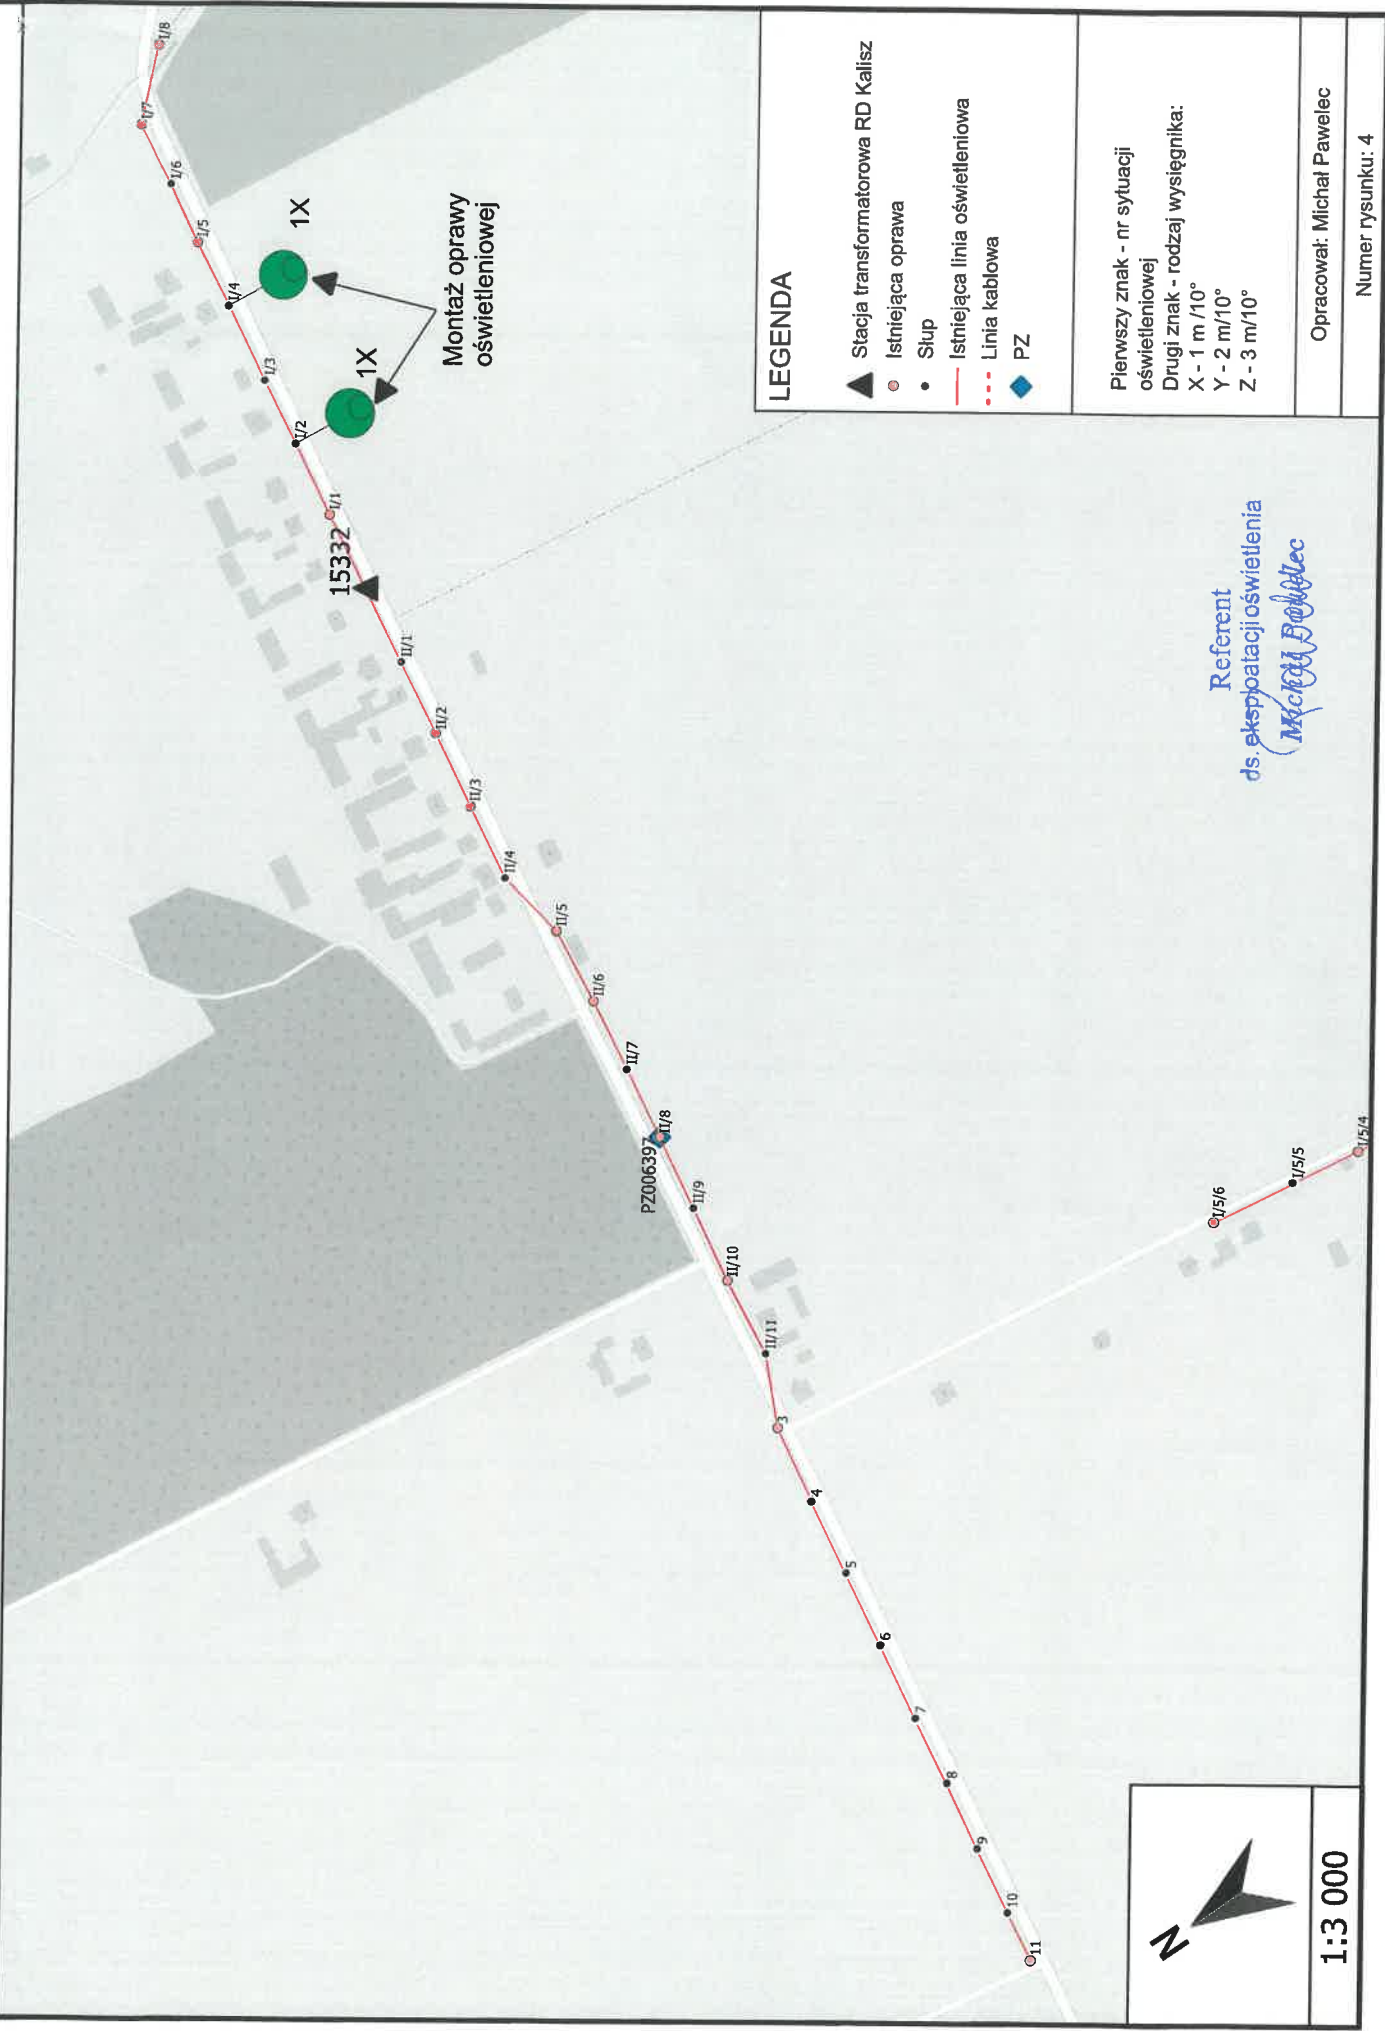 I/8
I/7
I/6
I/5
I/4
1X
I/3
I/2
1X
Montaż oprawy
oświetleniowej
I/1
15332
II/1
II/2
II/3
II/4
II/5
II/6
II/7
II/8
PZ006397
II/9
II/10
II/11
3
4
5
6
7
8
9
10
11
I/5/6
I/5/5
I/5/4
LEGENDA
Stacja transformatorowa RD Kalisz
Istniejąca oprawa
Słup
Istniejąca linia oświetleniowa
Linia kablowa
PZ
Pierwszy znak - nr sytuacji
oświetleniowej
Drugi znak - rodzaj wysięgnika:
X - 1 m /10°
Y - 2 m/10°
Z - 3 m/10°
Opracował: Michał Pawelec
Numer rysunku: 4
Referent
ds. eksploatacji oświetlenia
Michał Pawelec
N
1:3 000